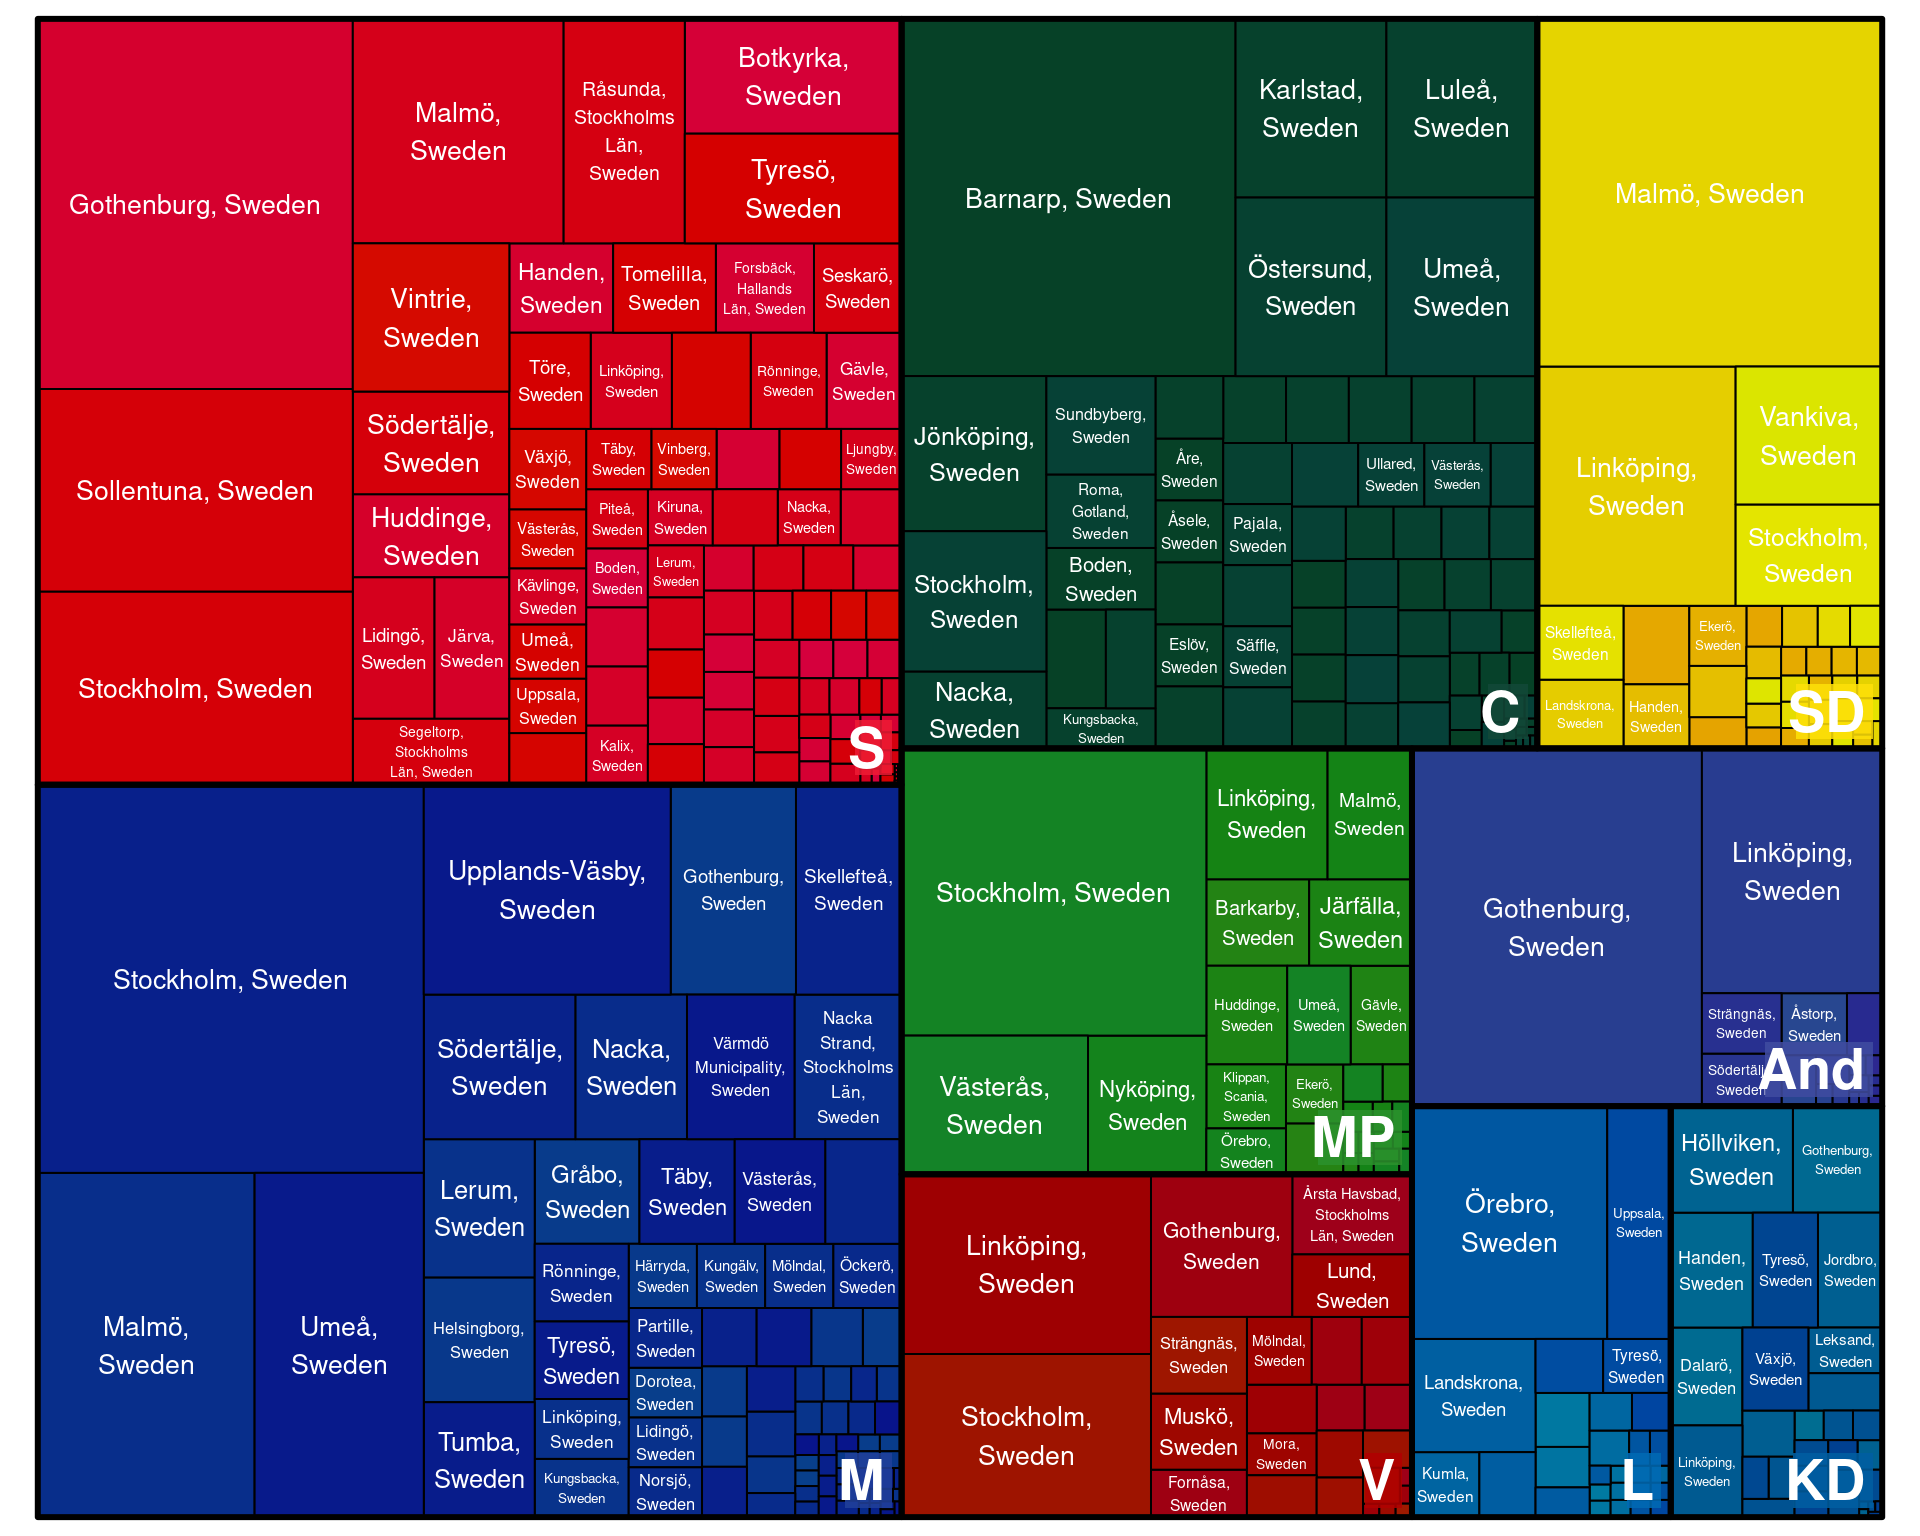 Gothenburg, Sweden
Sollentuna, Sweden
Stockholm, Sweden
Malmö,
Sweden
Råsunda,
Stockholms
Län,
Sweden
Botkyrka,
Sweden
Tyresö,
Sweden
Vintrie,
Sweden
Södertälje,
Sweden
Huddinge,
Sweden
Lidingö,
Sweden
Järva,
Sweden
Segeltorp,
Stockholms
Län, Sweden
Handen,
Sweden
Tomelilla,
Sweden
Forsbäck,
Hallands
Län, Sweden
Seskarö,
Sweden
Töre,
Sweden
Linköping,
Sweden
Rönninge,
Sweden
Gävle,
Sweden
Växjö,
Sweden
Västerås,
Sweden
Kävlinge,
Sweden
Umeå,
Sweden
Uppsala,
Sweden
Täby,
Sweden
Vinberg,
Sweden
Ljungby,
Sweden
Piteå,
Sweden
Kiruna,
Sweden
Nacka,
Sweden
Boden,
Sweden
Lerum,
Sweden
Kalix,
Sweden
S
Barnarp, Sweden
Karlstad,
Sweden
Luleå,
Sweden
Östersund,
Sweden
Umeå,
Sweden
Jönköping,
Sweden
Stockholm,
Sweden
Nacka,
Sweden
Sundbyberg,
Sweden
Roma,
Gotland,
Sweden
Boden,
Sweden
Kungsbacka,
Sweden
Åre,
Sweden
Åsele,
Sweden
Eslöv,
Sweden
Pajala,
Sweden
Säffle,
Sweden
Ullared,
Sweden
Västerås,
Sweden
C
Malmö, Sweden
Linköping,
Sweden
Vankiva,
Sweden
Stockholm,
Sweden
Skellefteå,
Sweden
Landskrona,
Sweden
Handen,
Sweden
Ekerö,
Sweden
SD
Stockholm, Sweden
Malmö,
Sweden
Umeå,
Sweden
Upplands-Väsby,
Sweden
Gothenburg,
Sweden
Skellefteå,
Sweden
Södertälje,
Sweden
Nacka,
Sweden
Värmdö
Municipality,
Sweden
Nacka
Strand,
Stockholms
Län,
Sweden
Lerum,
Sweden
Helsingborg,
Sweden
Tumba,
Sweden
Gråbo,
Sweden
Täby,
Sweden
Västerås,
Sweden
Rönninge,
Sweden
Tyresö,
Sweden
Linköping,
Sweden
Kungsbacka,
Sweden
Härryda,
Sweden
Kungälv,
Sweden
Mölndal,
Sweden
Öckerö,
Sweden
Partille,
Sweden
Dorotea,
Sweden
Lidingö,
Sweden
Norsjö,
Sweden
M
Stockholm, Sweden
Västerås,
Sweden
Nyköping,
Sweden
Linköping,
Sweden
Malmö,
Sweden
Barkarby,
Sweden
Järfälla,
Sweden
Huddinge,
Sweden
Umeå,
Sweden
Gävle,
Sweden
Klippan,
Scania,
Sweden
Ekerö,
Sweden
Örebro,
Sweden
MP
Gothenburg,
Sweden
Linköping,
Sweden
Strängnäs,
Sweden
Åstorp,
Sweden
Sweden
And
Linköping,
Sweden
Stockholm,
Sweden
Gothenburg,
Sweden
Årsta Havsbad,
Stockholms
Län, Sweden
Lund,
Sweden
Strängnäs,
Sweden
Mölndal,
Sweden
Muskö,
Sweden
Mora,
Sweden
Fornåsa,
Sweden
V
Örebro,
Sweden
Uppsala,
Sweden
Landskrona,
Sweden
Tyresö,
Sweden
Kumla,
Sweden
L
Höllviken,
Sweden
Gothenburg,
Sweden
Handen,
Sweden
Tyresö,
Sweden
Jordbro,
Sweden
Dalarö,
Sweden
Växjö,
Sweden
Leksand,
Sweden
Linköping,
Sweden
KD